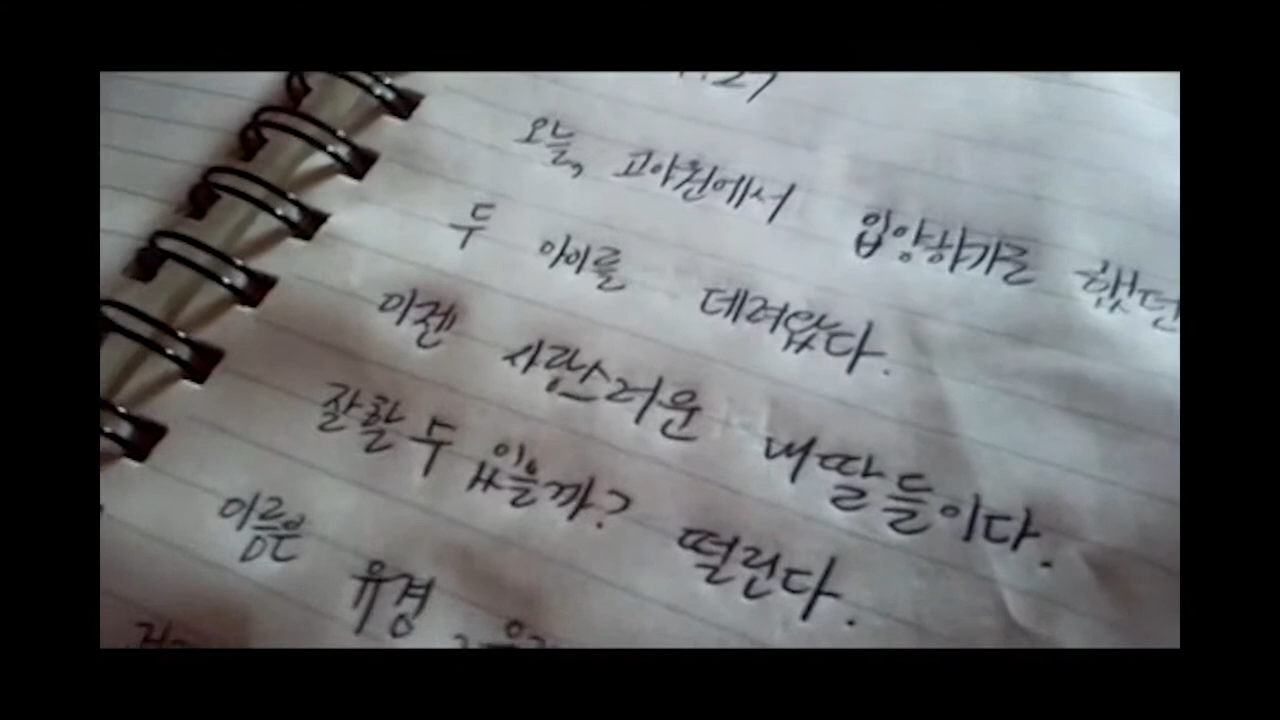 오늘, 고아원에서 입양하기로 했던
두 아이를 데려왔다.
이젠 사랑스러운 내 딸들이다.
잘할 수 있을까? 떨린다.
이름은 유경